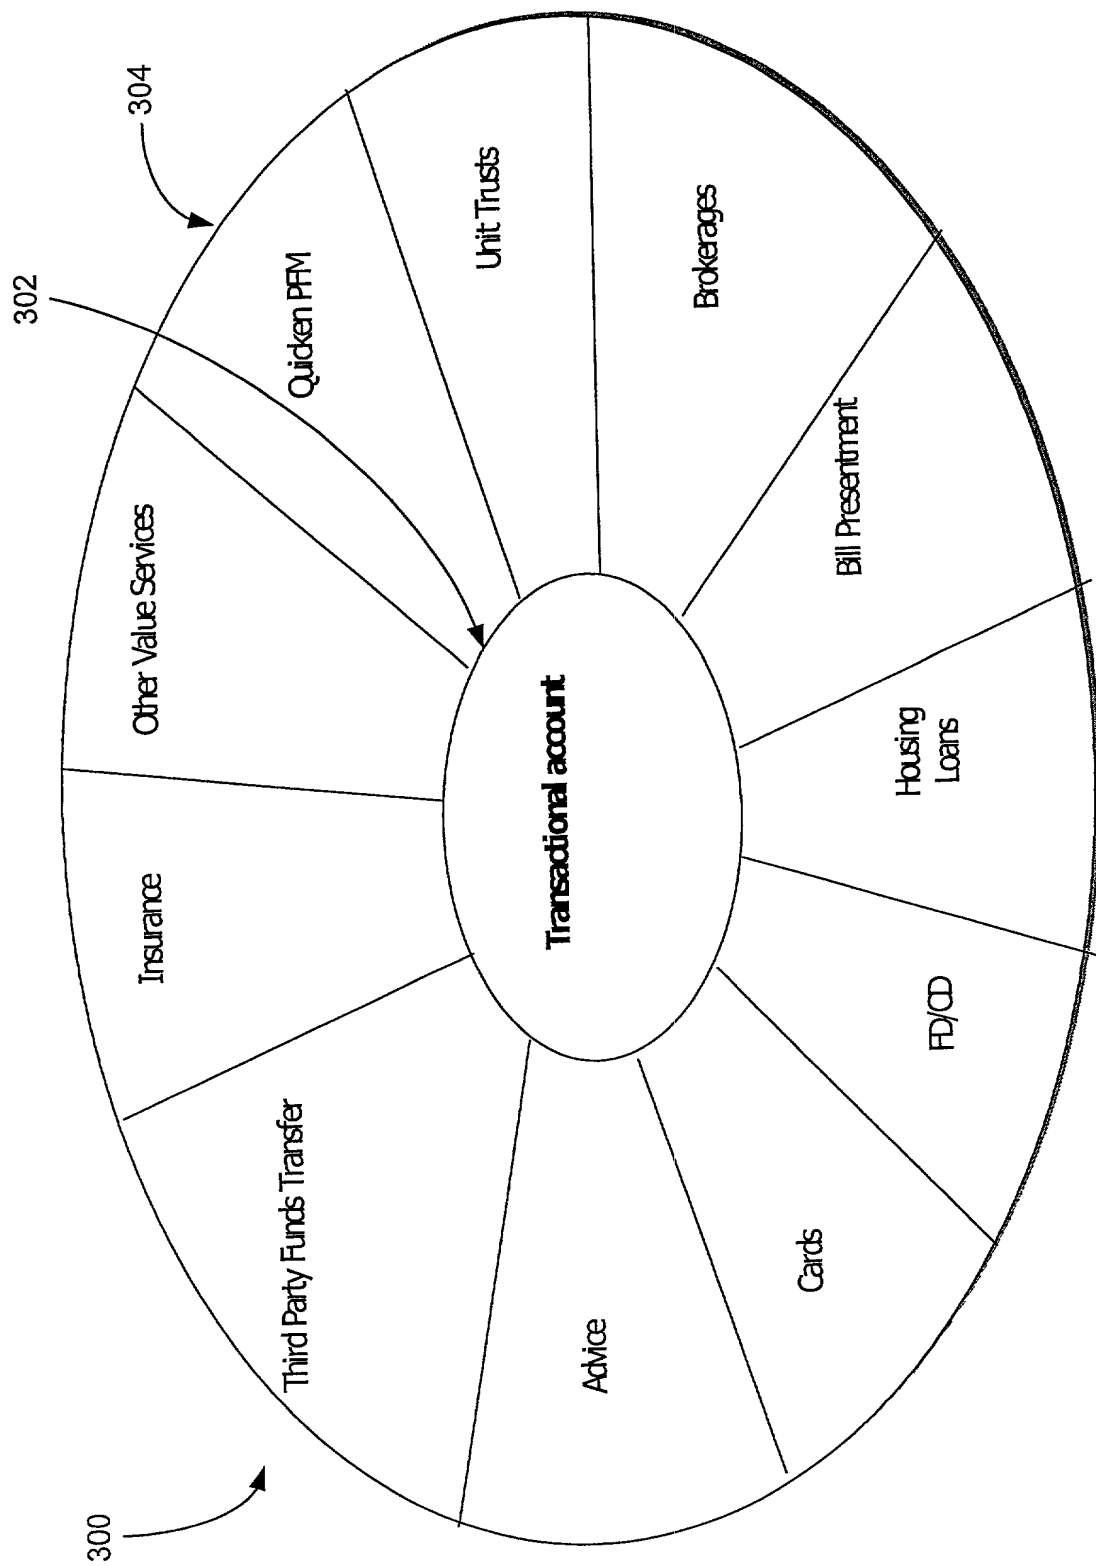 300
302
304
Third Party Funds Transfer
Insurance
Other Value Services
Quicken PFM
Unit Trusts
Brokerages
Bill Presentment
Housing
Loans
FD/CD
Cards
Advice
Transactional account